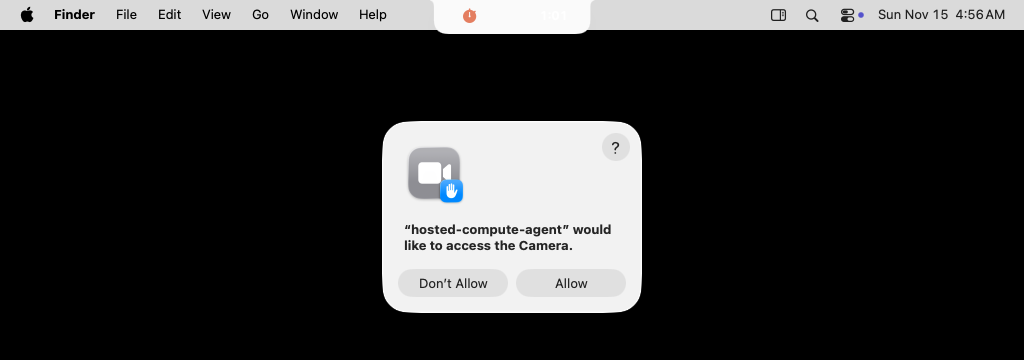 Finder File Edit View Go Window Help Sun Nov 15 4:56 AM
?
“hosted-compute-agent” would
like to access the Camera.
Don't Allow Allow